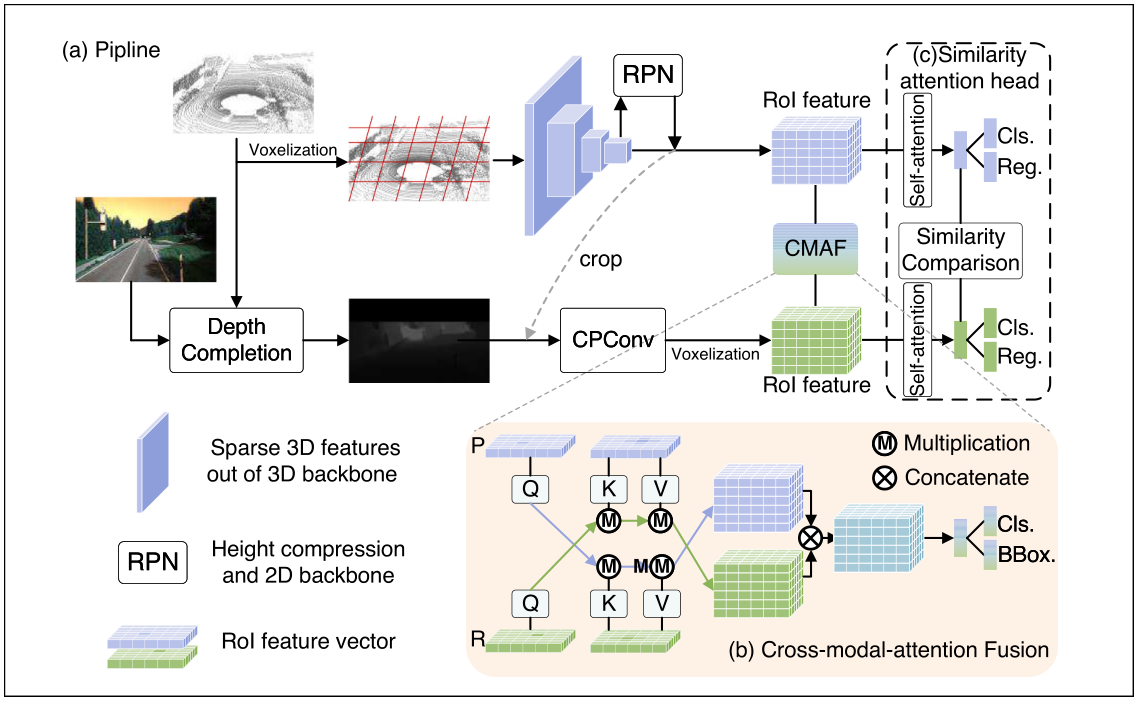 (a) Pipline
Voxelization
RPN
RoI feature
(c)Similarity
attention head
Self-attention
Cls.
Reg.
CMAF
Similarity
Comparison
crop
Depth
Completion
CPConv
Voxelization
RoI feature
Self-attention
Cls.
Reg.
Sparse 3D features
out of 3D backbone
RPN
Height compression
and 2D backbone
RoI feature vector
P
Q
K
V
M
M
M
M
M
Q
K
V
R
M Multiplication
Concatenate
Cls.
BBox.
(b) Cross-modal-attention Fusion